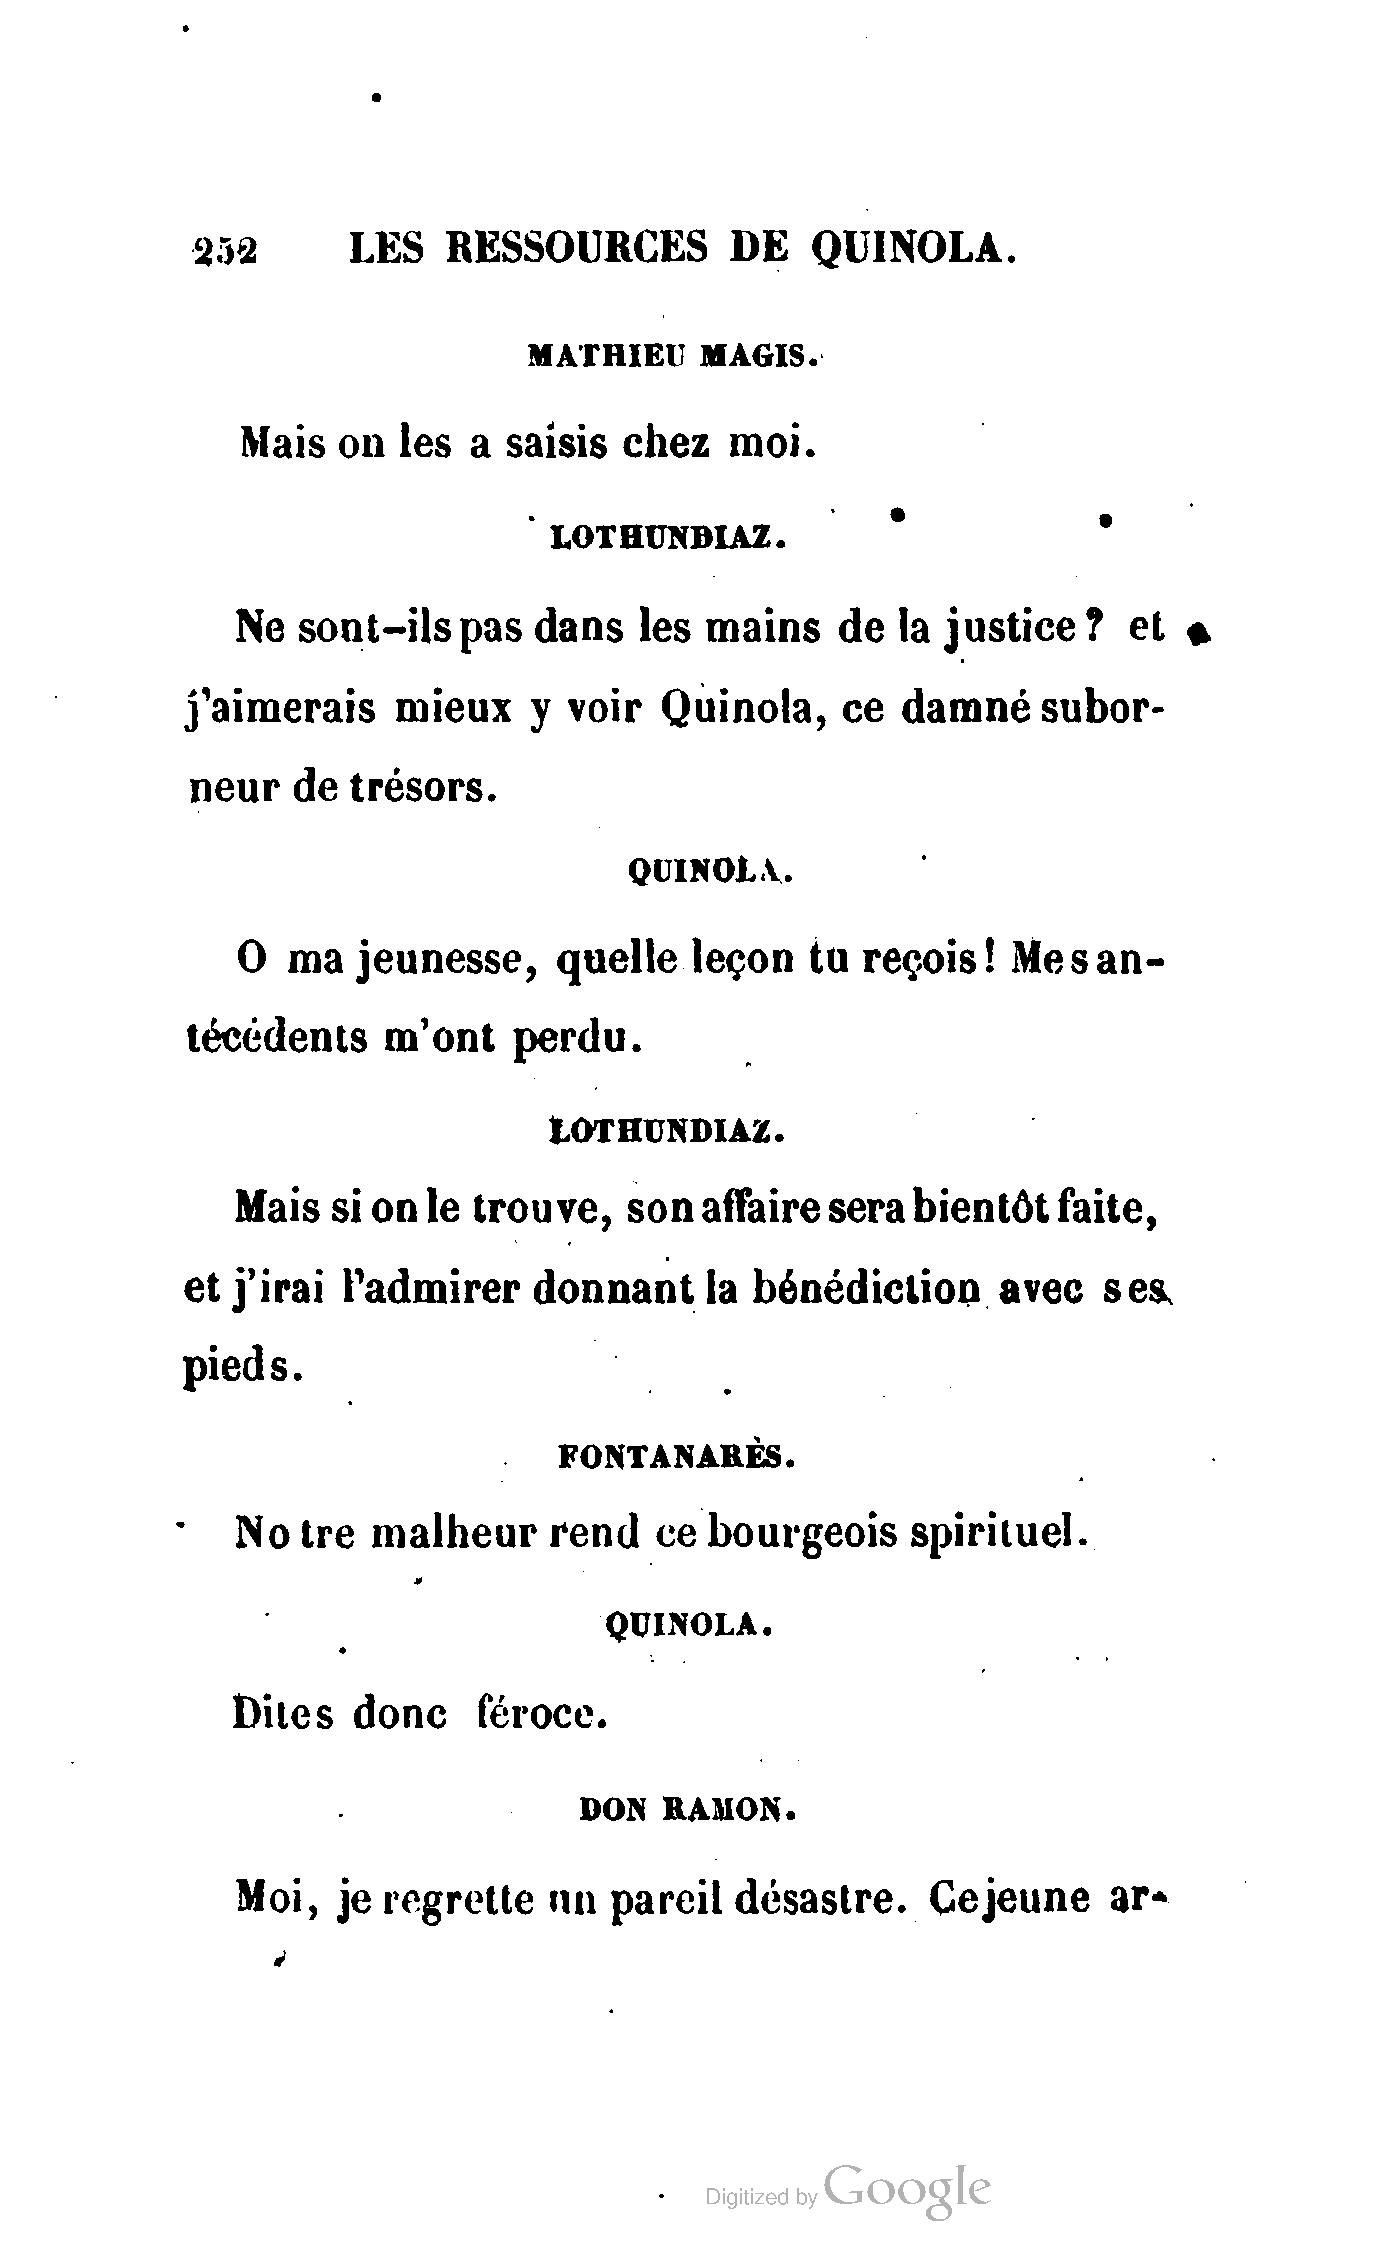 252 LES RESSOURCES DE QUINOLA.
MATHIEU MAGIS.
Mais on les a saisis chez moi.
LOTHUNDIAZ.
Ne sont-ils pas dans les mains de la justice? et
j'aimerais mieux y voir Quinola, ce damné subor-
neur de trésors.
QUINOLA.
O ma jeunesse, quelle leçon tu reçois! Mes an-
técédents m'ont perdu.
LOTHUNDIAZ.
Mais si on le trouve, son affaire sera bientôt faite,
et j'irai l'admirer donnant la bénédiction avec ses
pieds.
FONTANARÈS.
Notre malheur rend ce bourgeois spirituel.
QUINOLA.
Dites donc féroce.
DON RAMON.
Moi, je regrette un pareil désastre. Ce jeune ar-
Digitized by Google